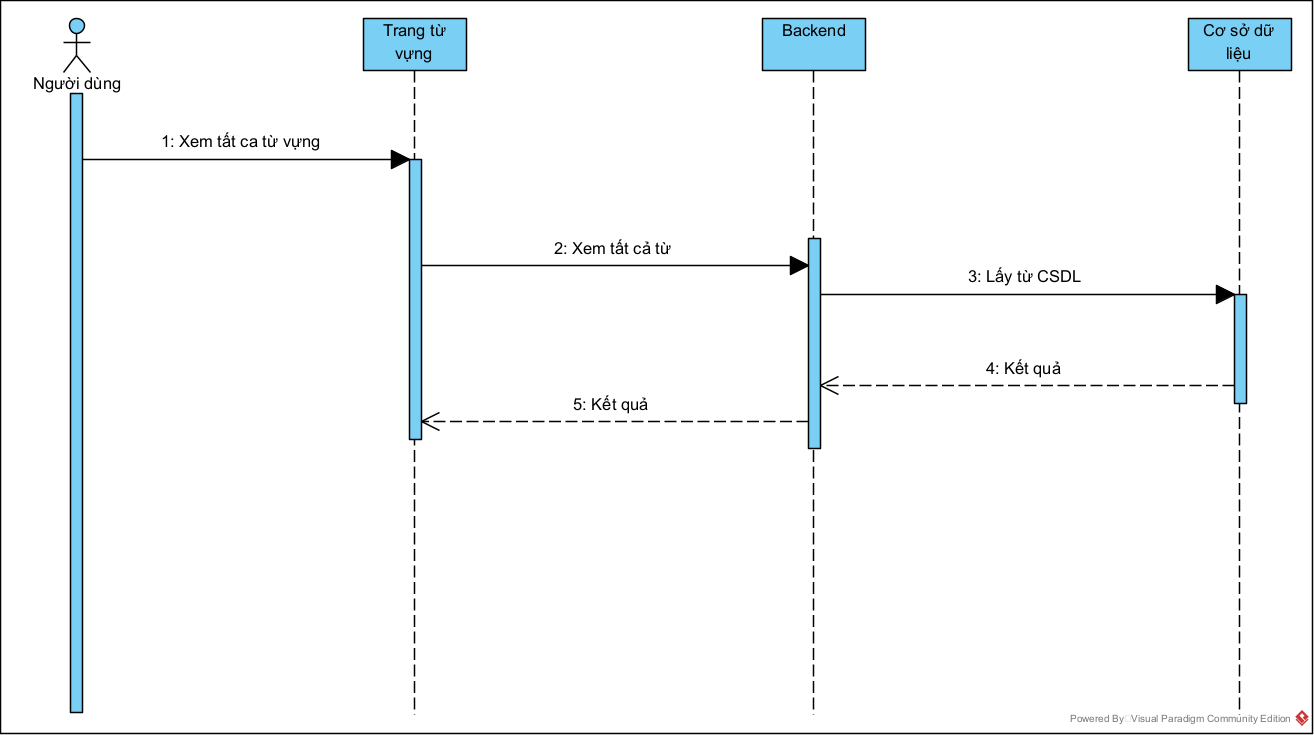 Người dùng
Trang từ
vựng
Backend
Cơ sở dữ
liệu
1: Xem tất ca từ vựng
2: Xem tất cả từ
3: Lấy từ CSDL
4: Kết quả
5: Kết quả
Powered By Visual Paradigm Community Edition